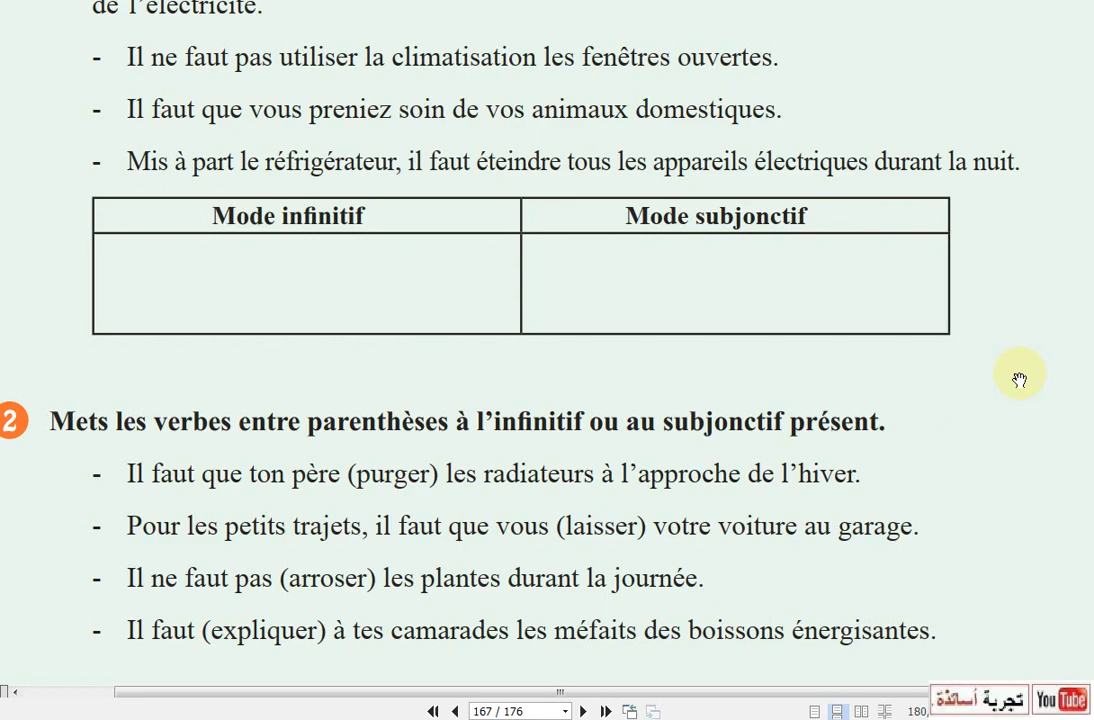 de l'électricité.
- Il ne faut pas utiliser la climatisation les fenêtres ouvertes.
- Il faut que vous preniez soin de vos animaux domestiques.
- Mis à part le réfrigérateur, il faut éteindre tous les appareils électriques durant la nuit.
Mode infinitif Mode subjonctif
2 Mets les verbes entre parenthèses à l'infinitif ou au subjonctif présent.
- Il faut que ton père (purger) les radiateurs à l'approche de l'hiver.
- Pour les petits trajets, il faut que vous (laisser) votre voiture au garage.
- Il ne faut pas (arroser) les plantes durant la journée.
- Il faut (expliquer) à tes camarades les méfaits des boissons énergisantes.
167 / 176 180,
تجربة أساتذة. YouTube